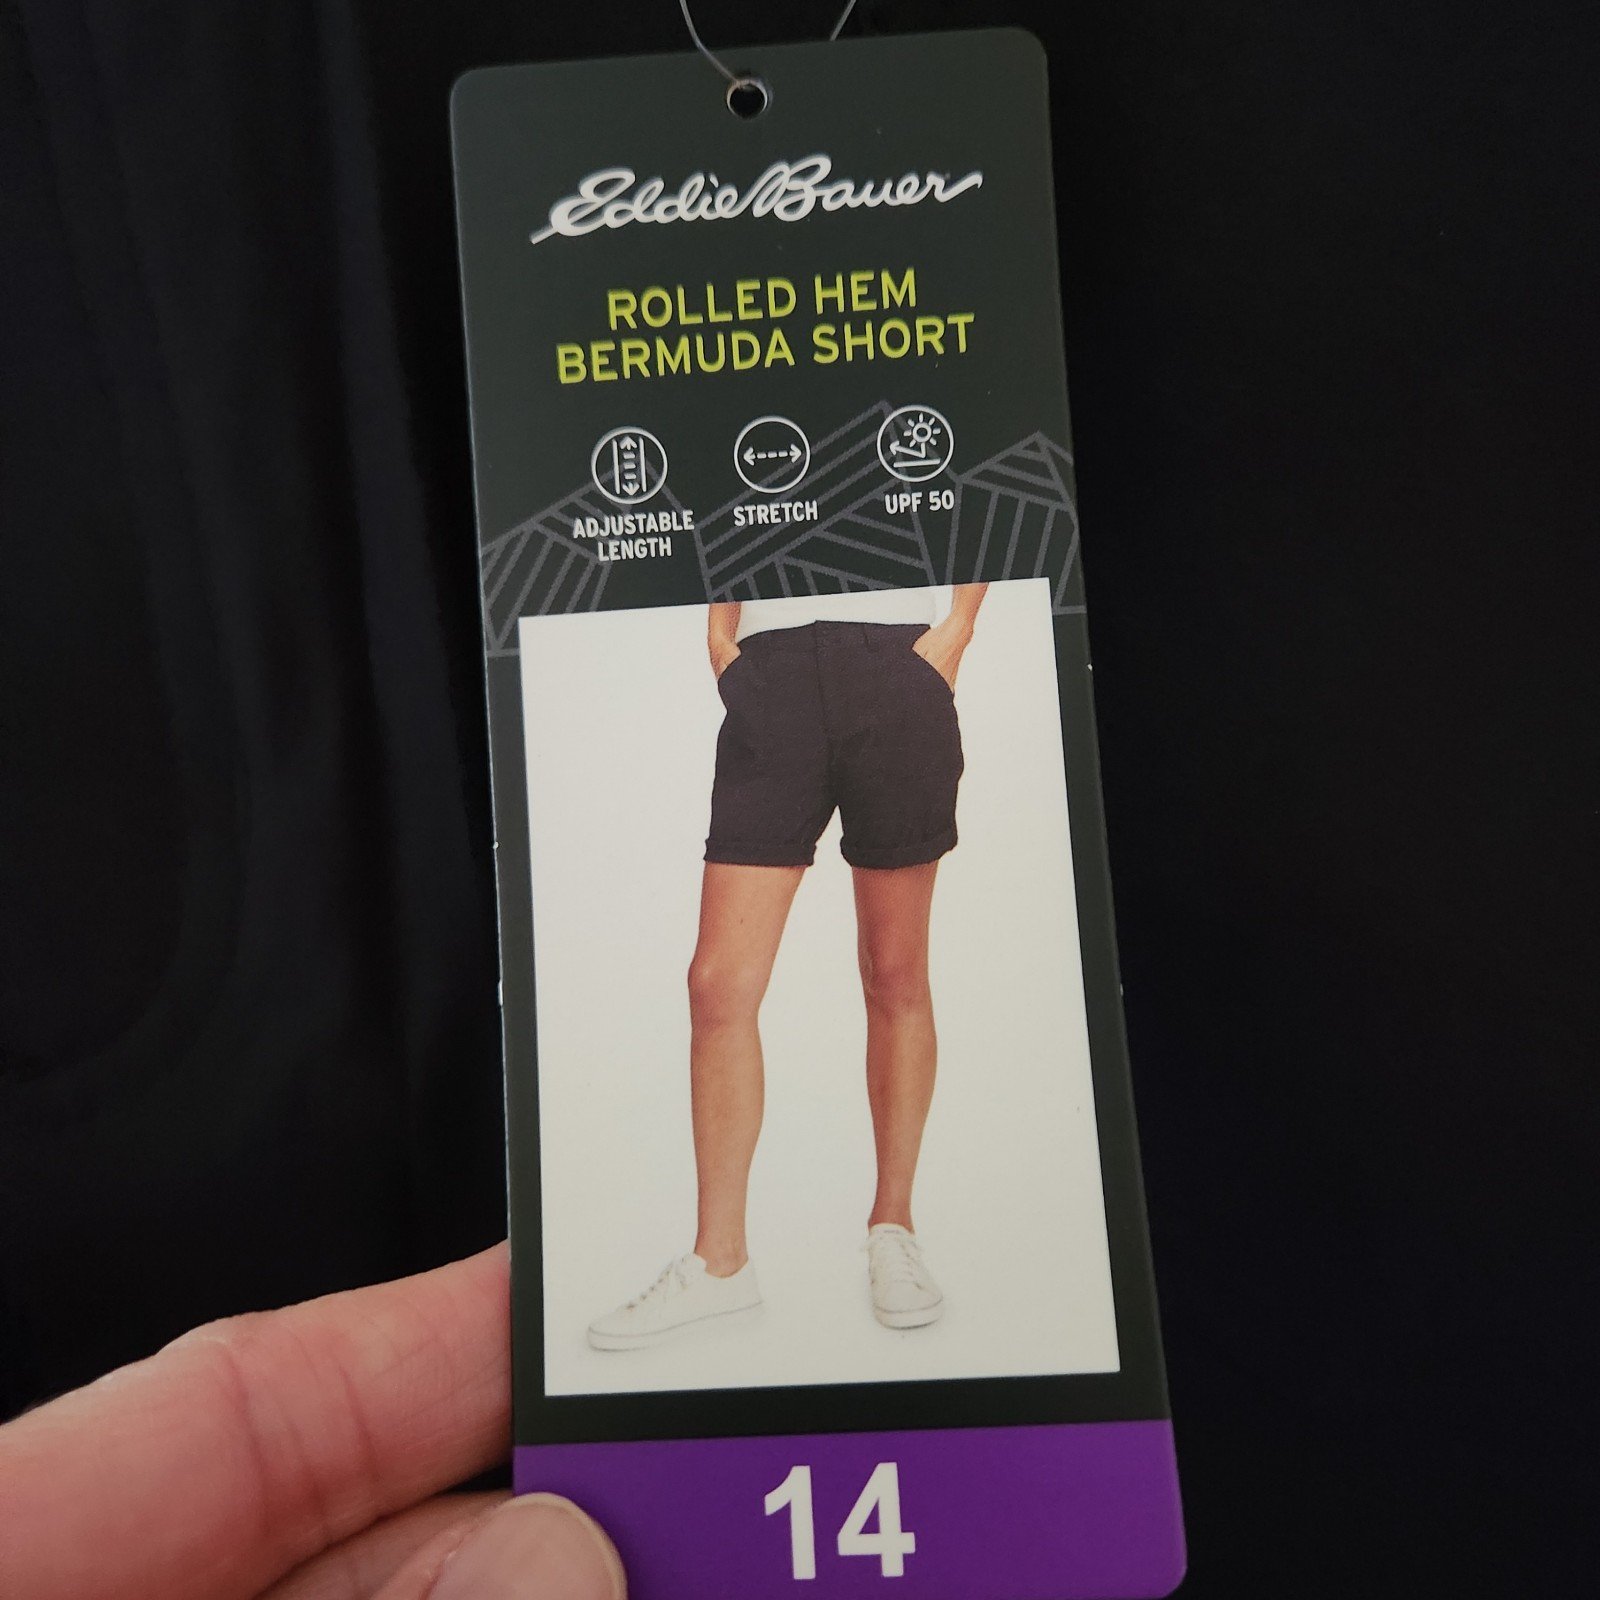 Eddie Bauer
ROLLED HEM
BERMUDA SHORT
ADJUSTABLE
LENGTH
STRETCH
UPF 50
14